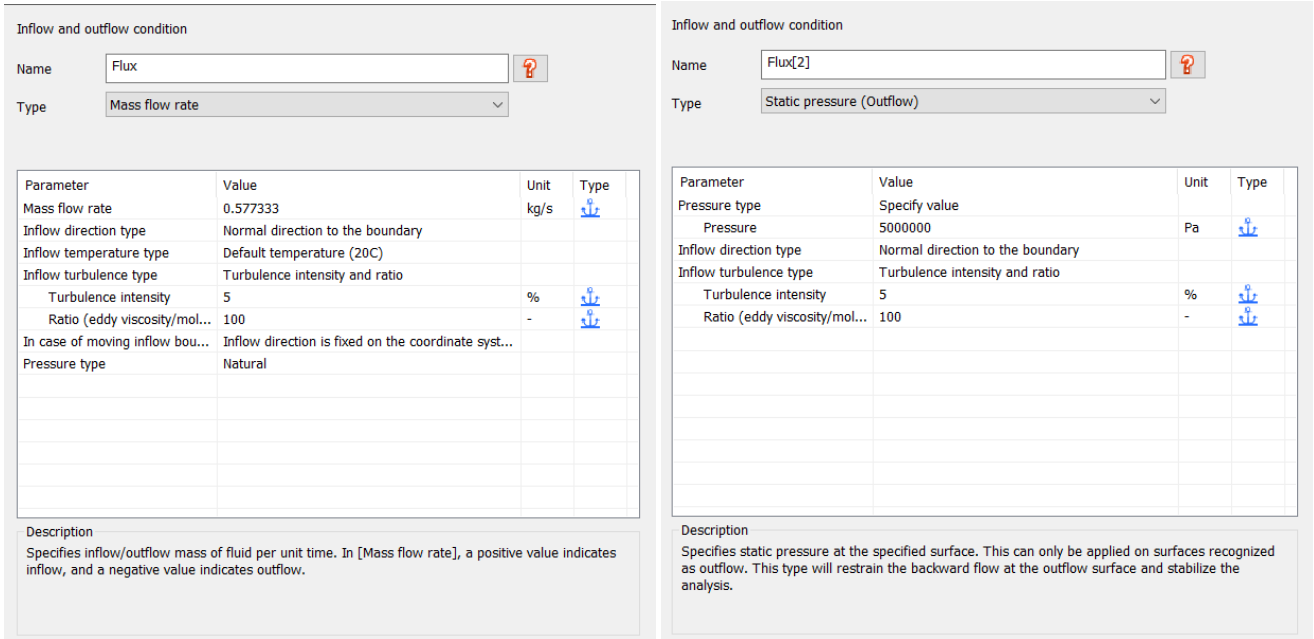 Inflow and outflow condition
Name Flux
Type Mass flow rate
Parameter Value Unit Type
Mass flow rate 0.577333 kg/s
Inflow direction type Normal direction to the boundary
Inflow temperature type Default temperature (20C)
Inflow turbulence type Turbulence intensity and ratio
Turbulence intensity 5 %
Ratio (eddy viscosity/mol... 100 -
In case of moving inflow bou... Inflow direction is fixed on the coordinate syst...
Pressure type Natural
Description
Specifies inflow/outflow mass of fluid per unit time. In [Mass flow rate], a positive value indicates
inflow, and a negative value indicates outflow.
Inflow and outflow condition
Name Flux[2]
Type Static pressure (Outflow)
Parameter Value Unit Type
Pressure type Specify value
Pressure 5000000 Pa
Inflow direction type Normal direction to the boundary
Inflow turbulence type Turbulence intensity and ratio
Turbulence intensity 5 %
Ratio (eddy viscosity/mol... 100 -
Description
Specifies static pressure at the specified surface. This can only be applied on surfaces recognized
as outflow. This type will restrain the backward flow at the outflow surface and stabilize the
analysis.